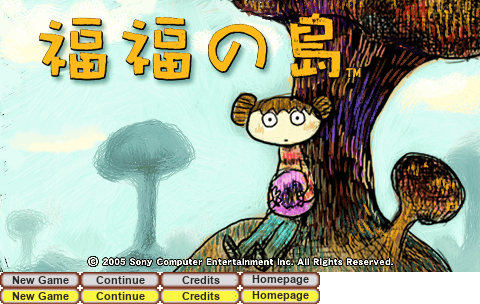 福福の島™
© 2005 Sony Computer Entertainment Inc. All Rights Reserved.
New Game Continue Credits Homepage
New Game Continue Credits Homepage